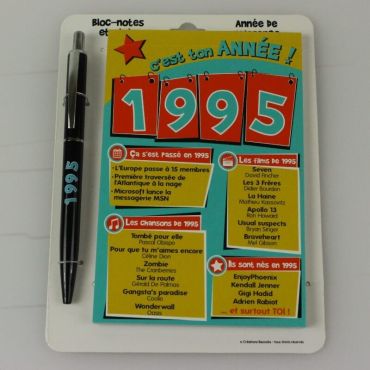 Bloc-notes
et
Année de
c'est ton ANNÉE !
1995
1995
Ça s'est passé en 1995
- L'Europe passe à 15 membres
- Première traversée de
l'Atlantique à la nage
- Microsoft lance la
messagerie MSN
Les films de 1995
Seven
David Fincher
Les 3 Frères
Didier Bourdon
La Haine
Mathieu Kassovitz
Apollo 13
Ron Howard
Usual suspects
Bryan Singer
Braveheart
Mel Gibson
Les chansons de 1995
Tombé pour elle
Pascal Obispo
Pour que tu m'aimes encore
Céline Dion
Zombie
The Cranberries
Sur la route
Gérald De Palmas
Gangsta's paradise
Coolio
Wonderwall
Oasis
Ils sont nés en 1995
EnjoyPhoenix
Kendall Jenner
Gigi Hadid
Adrien Rabiot
... et surtout TOI !